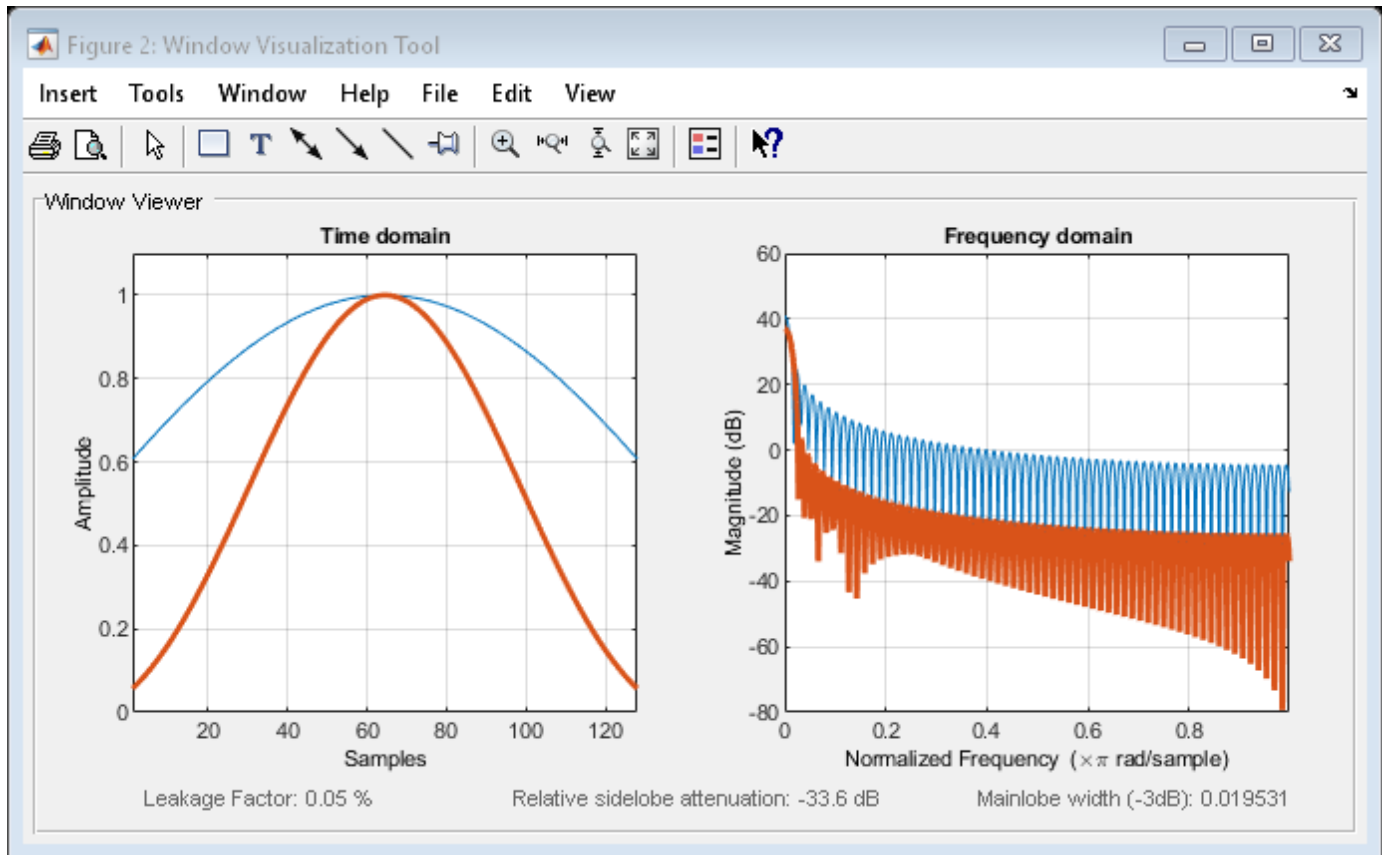 Figure 2: Window Visualization Tool
Insert Tools Window Help File Edit View
T
?
Window Viewer
Time domain
Amplitude
1
0.8
0.6
0.4
0.2
0
20 40 60 80 100 120
Samples
Frequency domain
Magnitude (dB)
60
40
20
0
-20
-40
-60
-80
0 0.2 0.4 0.6 0.8
Normalized Frequency (×π rad/sample)
Leakage Factor: 0.05 %
Relative sidelobe attenuation: -33.6 dB
Mainlobe width (-3dB): 0.019531